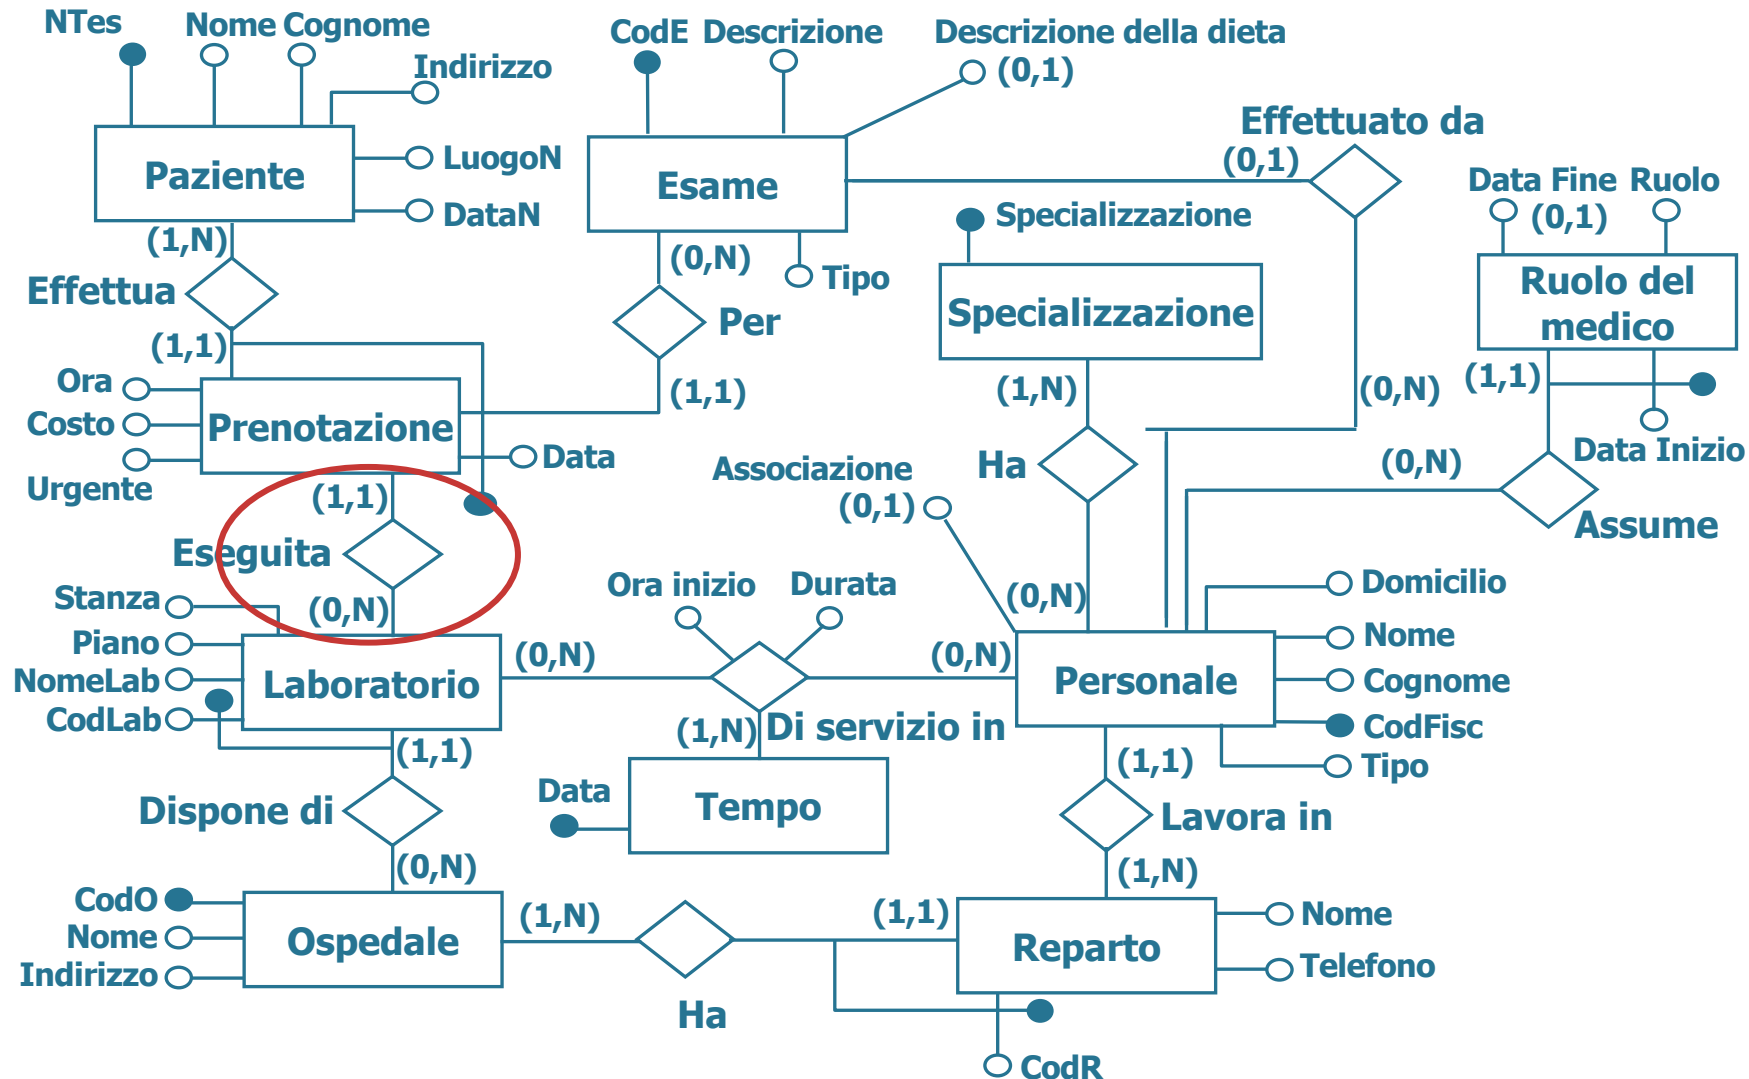 NTes
Nome Cognome
CodE Descrizione
Descrizione della dieta
(0,1)
Indirizzo
Effettuato da
(0,1)
Paziente
LuogoN
DataN
Esame
Data Fine Ruolo
(0,1)
Specializzazione
(1,N)
(0,N)
Tipo
Effettua
Per
Specializzazione
Ruolo del
medico
(1,1)
(1,1)
(1,N)
(0,N)
(1,1)
Ora
Costo
Urgente
Prenotazione
Data
Data Inizio
Associazione
(0,1)
Ha
(0,N)
Assume
(1,1)
Eseguita
(0,N)
Stanza
Piano
NomeLab
CodLab
Laboratorio
Ora inizio
Durata
(0,N)
(0,N)
(0,N)
Domicilio
Nome
Cognome
CodFisc
Tipo
Personale
(1,N)
Di servizio in
(1,1)
(1,1)
Dispone di
Data
Tempo
Lavora in
(0,N)
(1,N)
CodO
Nome
Indirizzo
Ospedale
(1,N)
Ha
(1,1)
Reparto
Nome
Telefono
CodR